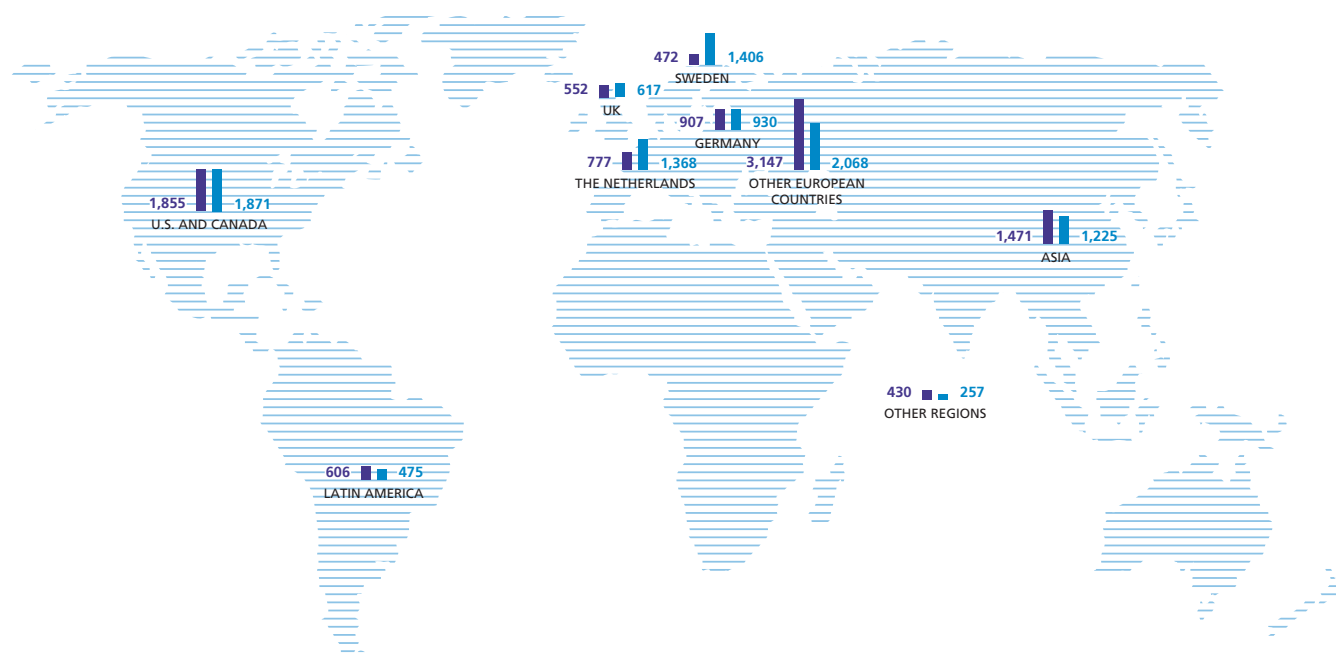 472 1,406
SWEDEN
552 617
UK
907 930
GERMANY
777 1,368
THE NETHERLANDS
3,147 2,068
OTHER EUROPEAN
COUNTRIES
1,855 1,871
U.S. AND CANADA
1,471 1,225
ASIA
430 257
OTHER REGIONS
606 475
LATIN AMERICA